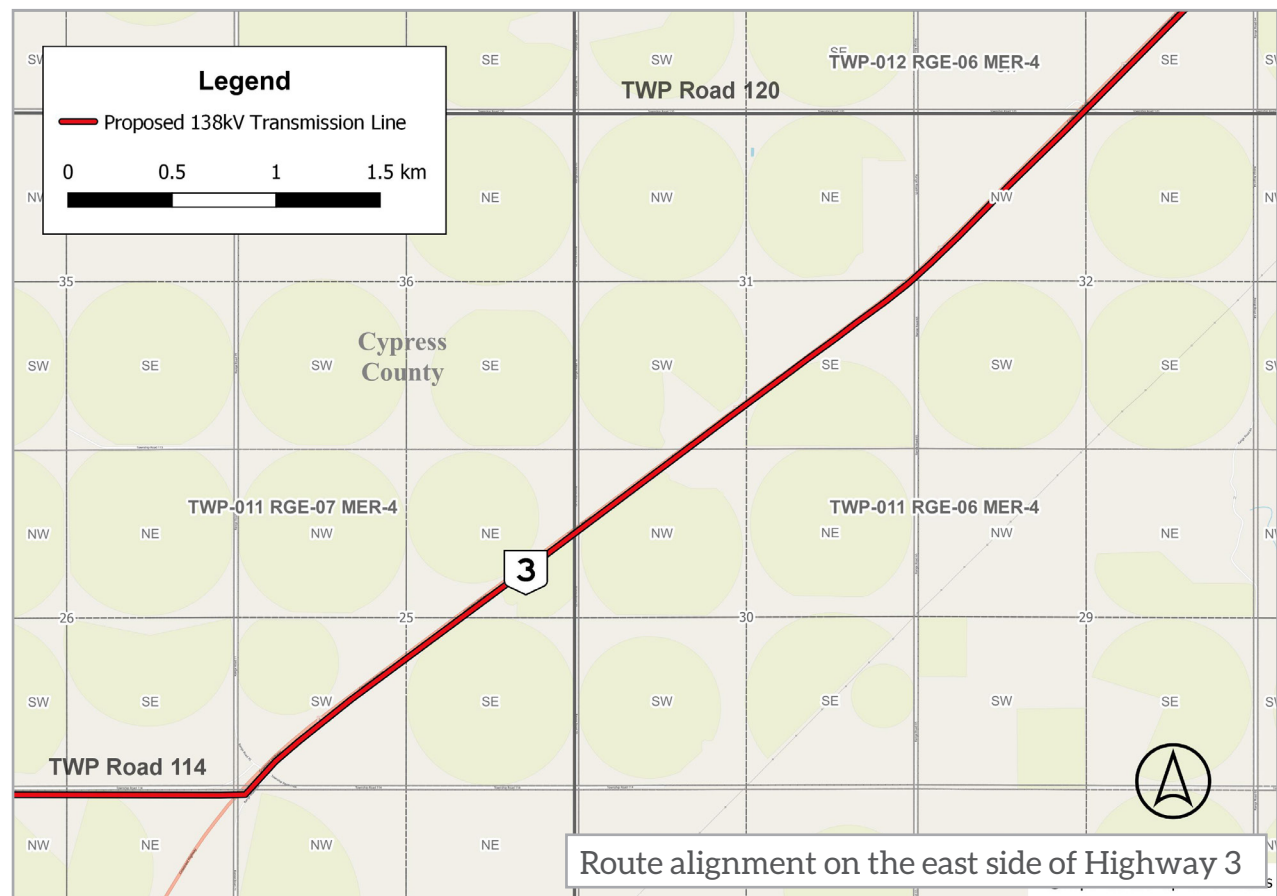 SE
SW
SE
TWP-012 RGE-06 MER-4
SE
Legend
Proposed 138kV Transmission Line
0 0.5 1 1.5 km
TWP Road 120
NE
NW
NE
NW
NE
35
36
31
32
Cypress
County
SW
SE
SW
SE
SW
SE
SW
SE
TWP-011 RGE-07 MER-4
TWP-011 RGE-06 MER-4
NW
NE
NW
NE
NW
NE
NW
NE
3
26
25
30
29
SW
SE
SW
SE
SW
SE
SW
SE
TWP Road 114
NW
NE
NW
NE
Route alignment on the east side of Highway 3